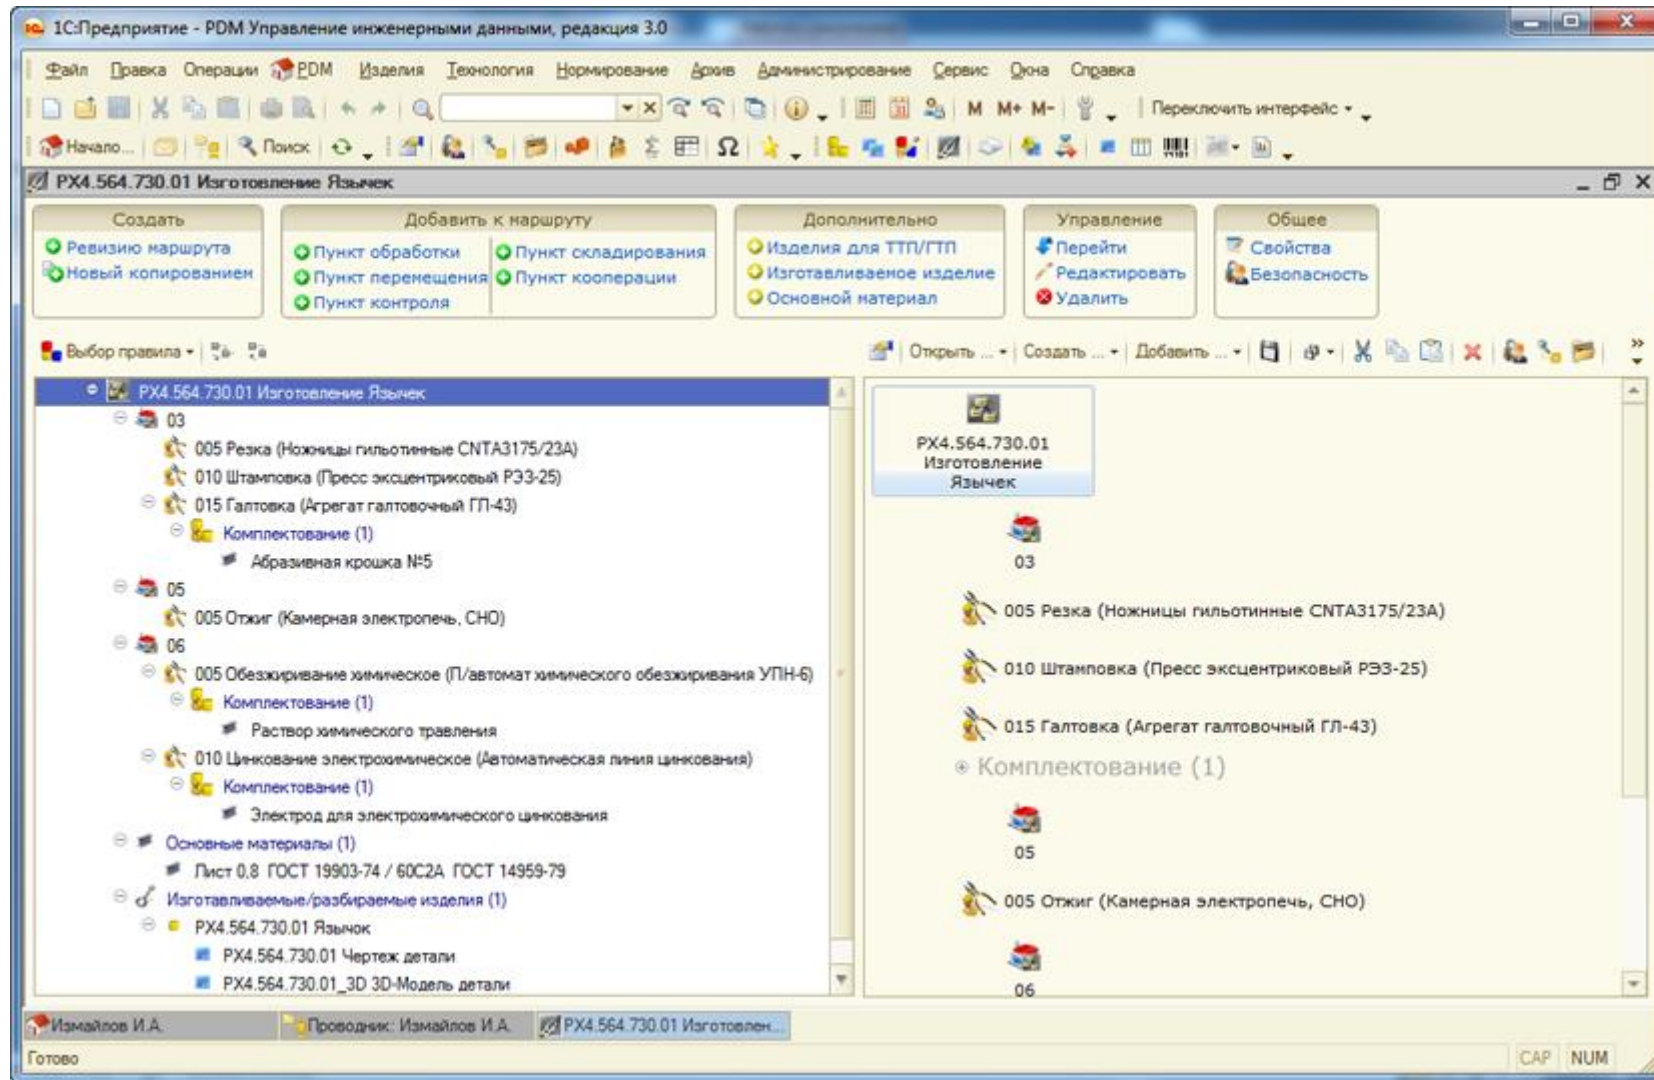 1С:Предприятие - PDM Управление инженерными данными, редакция 3.0
Файл Правка Операции PDM Изделия Технология Нормирование Архив Администрирование Сервис Окна Справка
M M+ M- Переключить интерфейс
Начало... Поиск Σ Ω
РХ4.564.730.01 Изготовление Язычек
Создать
Ревизию маршрута
Новый копированием
Добавить к маршруту
Пункт обработки
Пункт перемещения
Пункт контроля
Пункт складирования
Пункт кооперации
Дополнительно
Изделия для ТТП/ГТП
Изготавливаемое изделие
Основной материал
Управление
Перейти
Редактировать
Удалить
Общее
Свойства
Безопасность
Выбор правила
Открыть ... Создать ... Добавить ...
РХ4.564.730.01 Изготовление Язычек
03
005 Резка (Ножницы гильотинные CNTA3175/23A)
010 Штамповка (Пресс эксцентриковый РЭЗ-25)
015 Галтовка (Агрегат галтовочный ГЛ-43)
Комплектование (1)
Абразивная крошка №5
05
005 Отжиг (Камерная электропечь, СНО)
06
005 Обезжиривание химическое (П/автомат химического обезжиривания УПН-6)
Комплектование (1)
Раствор химического травления
010 Цинкование электрохимическое (Автоматическая линия цинкования)
Комплектование (1)
Электрод для электрохимического цинкования
Основные материалы (1)
Лист 0,8 ГОСТ 19903-74 / 60С2А ГОСТ 14959-79
Изготавливаемые/разбираемые изделия (1)
РХ4.564.730.01 Язычок
РХ4.564.730.01 Чертеж детали
РХ4.564.730.01_3D 3D-Модель детали
РХ4.564.730.01
Изготовление
Язычек
03
005 Резка (Ножницы гильотинные CNTA3175/23A)
010 Штамповка (Пресс эксцентриковый РЭЗ-25)
015 Галтовка (Агрегат галтовочный ГЛ-43)
Комплектование (1)
05
005 Отжиг (Камерная электропечь, СНО)
06
Измайлов И.А. Проводник: Измайлов И.А. РХ4.564.730.01 Изготовлен...
Готово CAP NUM